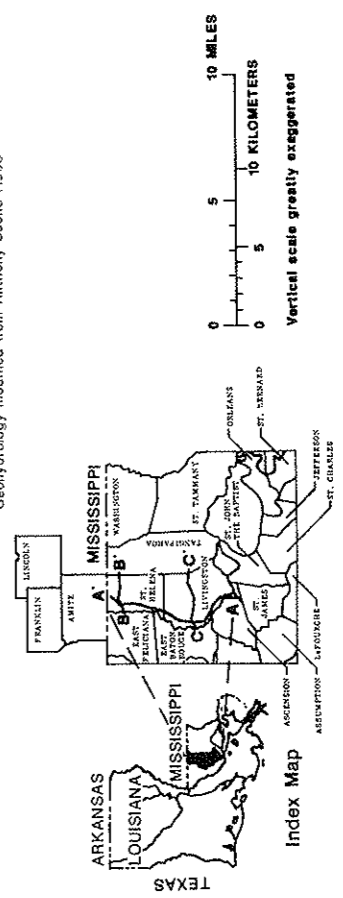 Geohydrology modified from Anthony
ARKANSAS
LOUISIANA
TEXAS
MISSISSIPPI
Index Map
FRANKLIN
LINCOLN
AMITE
MISSISSIPPI
A'
B
B'
WASHINGTON
EAST FELICIANA
ST. HELENA
TANGIPAHOA
EAST BATON ROUGE
LIVINGSTON
ST. TAMMANY
C
C'
A
ST. JOHN THE BAPTIST
ST JAMES
ORLEANS
ST. BERNARD
JEFFERSON
ST. CHARLES
LAFOURCHE
ASSUMPTION
ASCENSION
0 5 10 MILES
0 5 10 KILOMETERS
Vertical scale greatly exaggerated